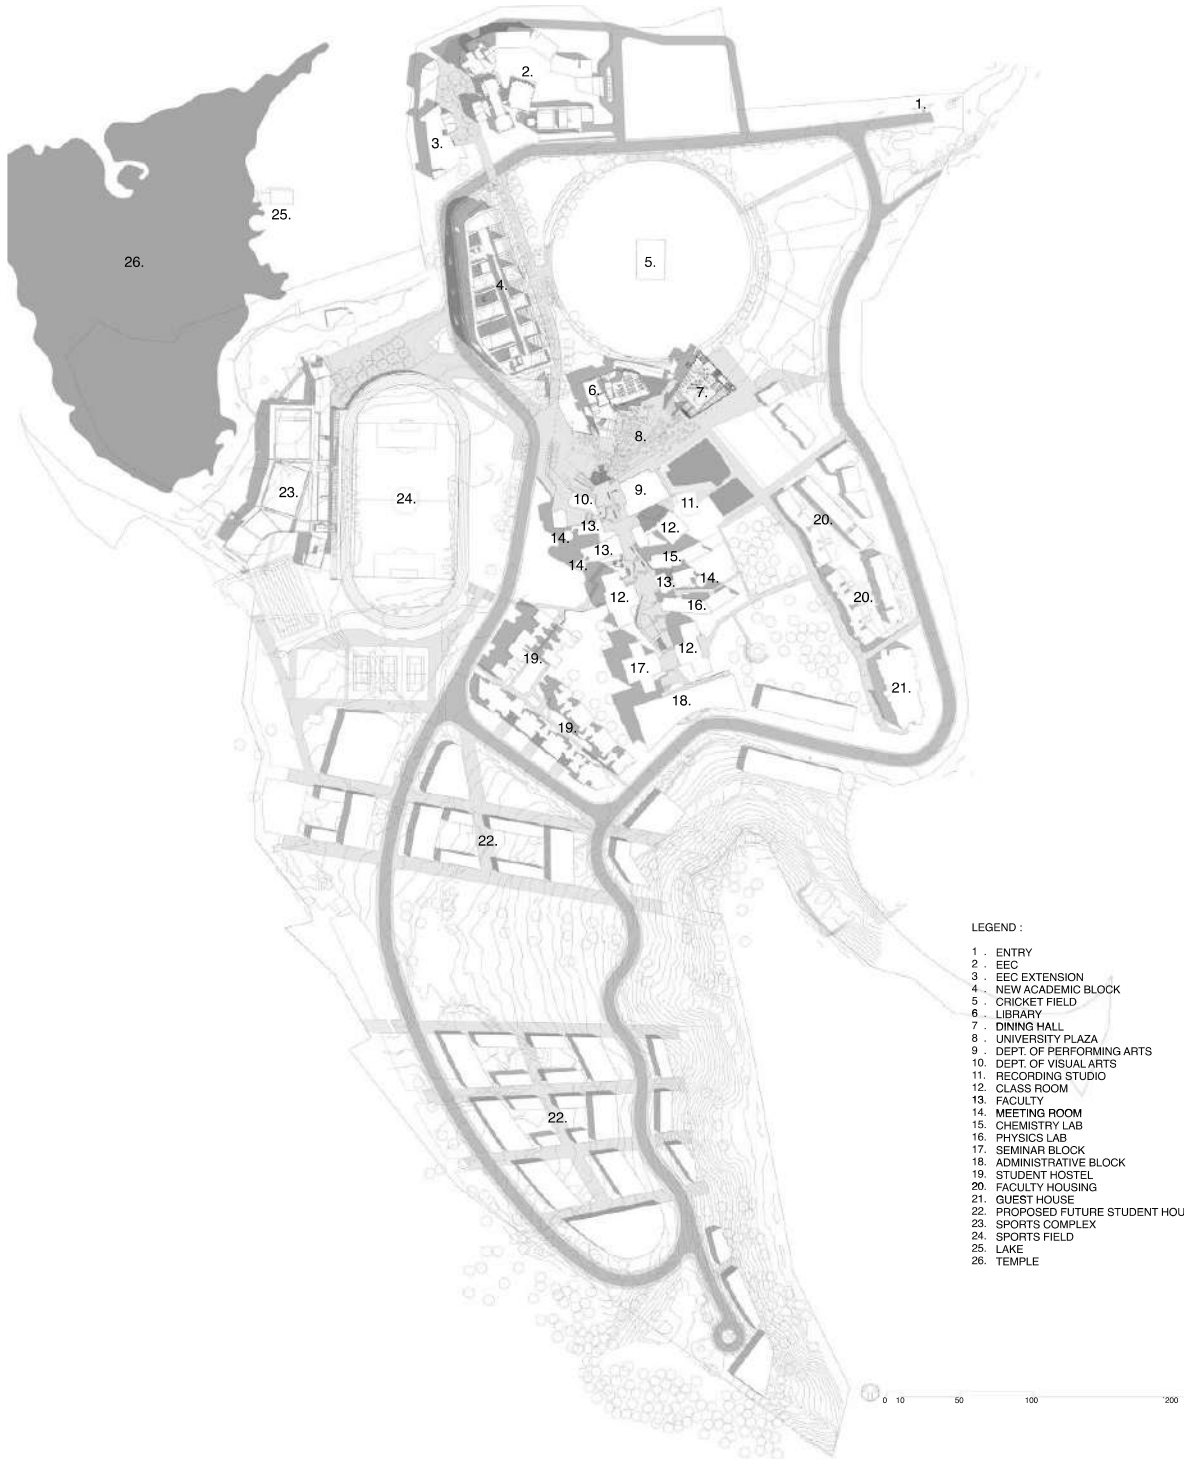 2.
1.
3.
25.
26.
5.
4.
6.
7.
8.
23.
24.
10.
9.
11.
20.
13.
12.
14.
13.
15.
14.
13.
14.
12.
16.
20.
12.
19.
17.
21.
18.
19.
22.
22.
LEGEND :
1 . ENTRY
2 . EEC
3 . EEC EXTENSION
4 . NEW ACADEMIC BLOCK
5 . CRICKET FIELD
6 . LIBRARY
7 . DINING HALL
8 . UNIVERSITY PLAZA
9 . DEPT. OF PERFORMING ARTS
10. DEPT. OF VISUAL ARTS
11. RECORDING STUDIO
12. CLASS ROOM
13. FACULTY
14. MEETING ROOM
15. CHEMISTRY LAB
16. PHYSICS LAB
17. SEMINAR BLOCK
18. ADMINISTRATIVE BLOCK
19. STUDENT HOSTEL
20. FACULTY HOUSING
21. GUEST HOUSE
22. PROPOSED FUTURE STUDENT HOU
23. SPORTS COMPLEX
24. SPORTS FIELD
25. LAKE
26. TEMPLE
0 10 50 100 200